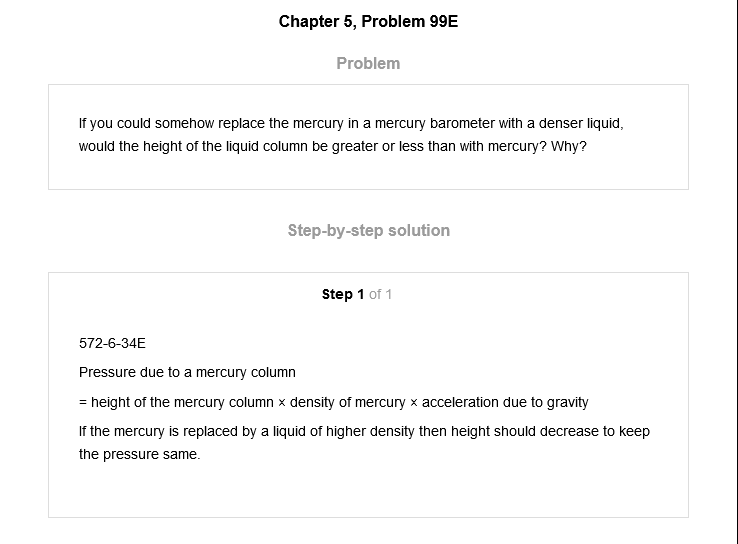 Chapter 5, Problem 99E
Problem
If you could somehow replace the mercury in a mercury barometer with a denser liquid,
would the height of the liquid column be greater or less than with mercury? Why?
Step-by-step solution
Step 1 of 1
572-6-34E
Pressure due to a mercury column
= height of the mercury column × density of mercury × acceleration due to gravity
If the mercury is replaced by a liquid of higher density then height should decrease to keep
the pressure same.